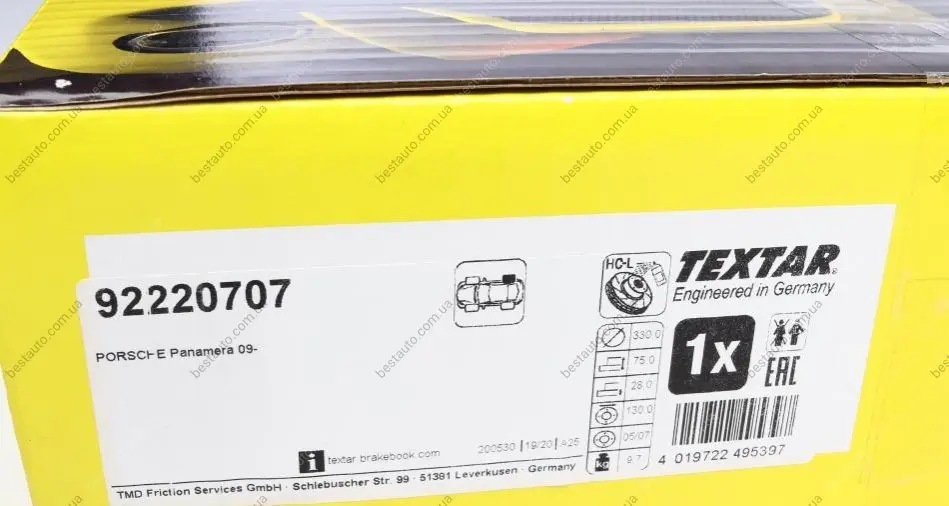 92220707
PORSCHE Panamera 09-
HC-L
TEXTAR®
Engineered in Germany
330.0
75.0
28.0
130.0
05/07
kg 9.7
1x
EAC
4 019722 495397
i textar brakebook.com
200530 | 19/20 | A25
TMD Friction Services GmbH · Schlebuscher Str. 99 · 51381 Leverkusen · Germany
bestauto.com.ua